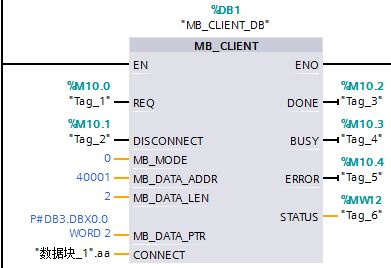 %DB1
"MB_CLIENT_DB"
MB_CLIENT
EN ENO
%M10.0 %M10.2
"Tag_1" REQ DONE "Tag_3"
%M10.1 %M10.3
"Tag_2" DISCONNECT BUSY "Tag_4"
0 MB_MODE %M10.4
40001 MB_DATA_ADDR ERROR "Tag_5"
2 MB_DATA_LEN %MW12
STATUS "Tag_6"
P#DB3.DBX0.0
WORD 2 MB_DATA_PTR
"数据块_1".aa CONNECT